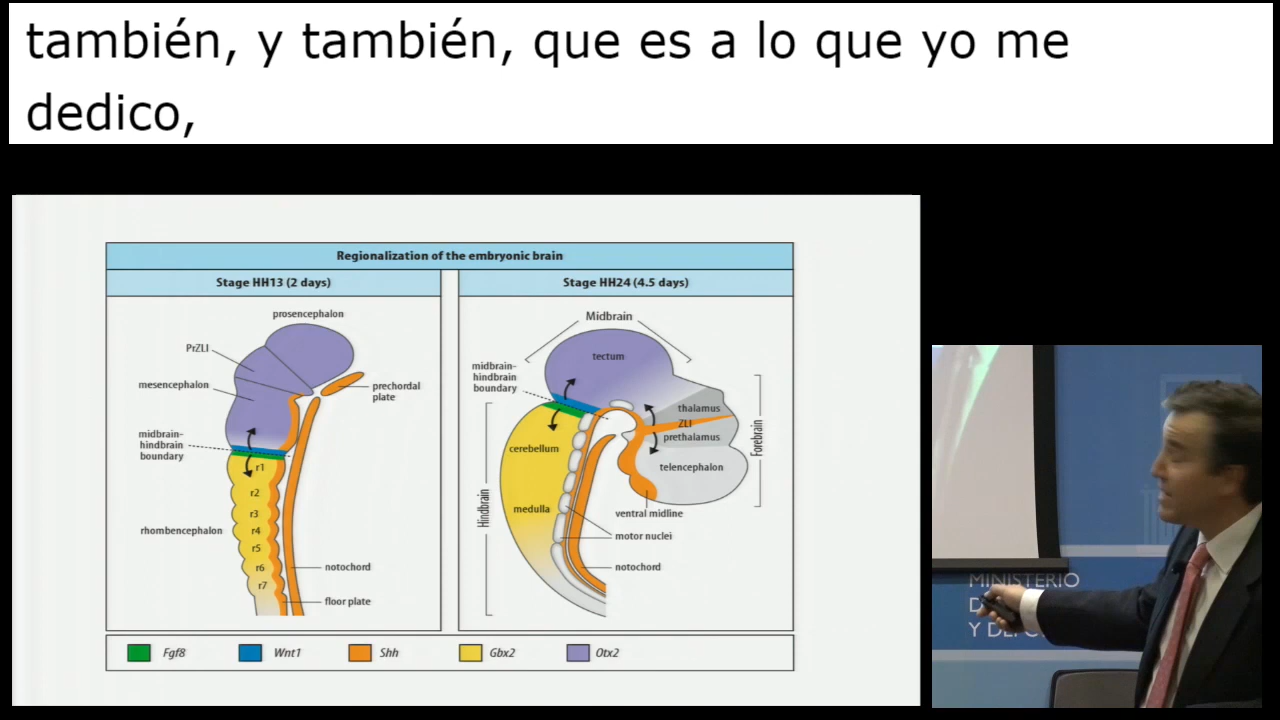 también, y también, que es a lo que yo me
dedico,
Regionalization of the embryonic brain
Stage HH13 (2 days)
prosencephalon
PrZLI
mesencephalon
prechordal
plate
midbrain-
hindbrain
boundary
r1
r2
r3
rhombencephalon
r4
r5
r6
r7
notochord
floor plate
Stage HH24 (4.5 days)
Midbrain
tectum
midbrain-
hindbrain
boundary
thalamus
ZLI
prethalamus
Forebrain
cerebellum
telencephalon
Hindbrain
medulla
ventral midline
motor nuclei
notochord
Fgf8
Wnt1
Shh
Gbx2
Otx2
MINISTERIO
Y